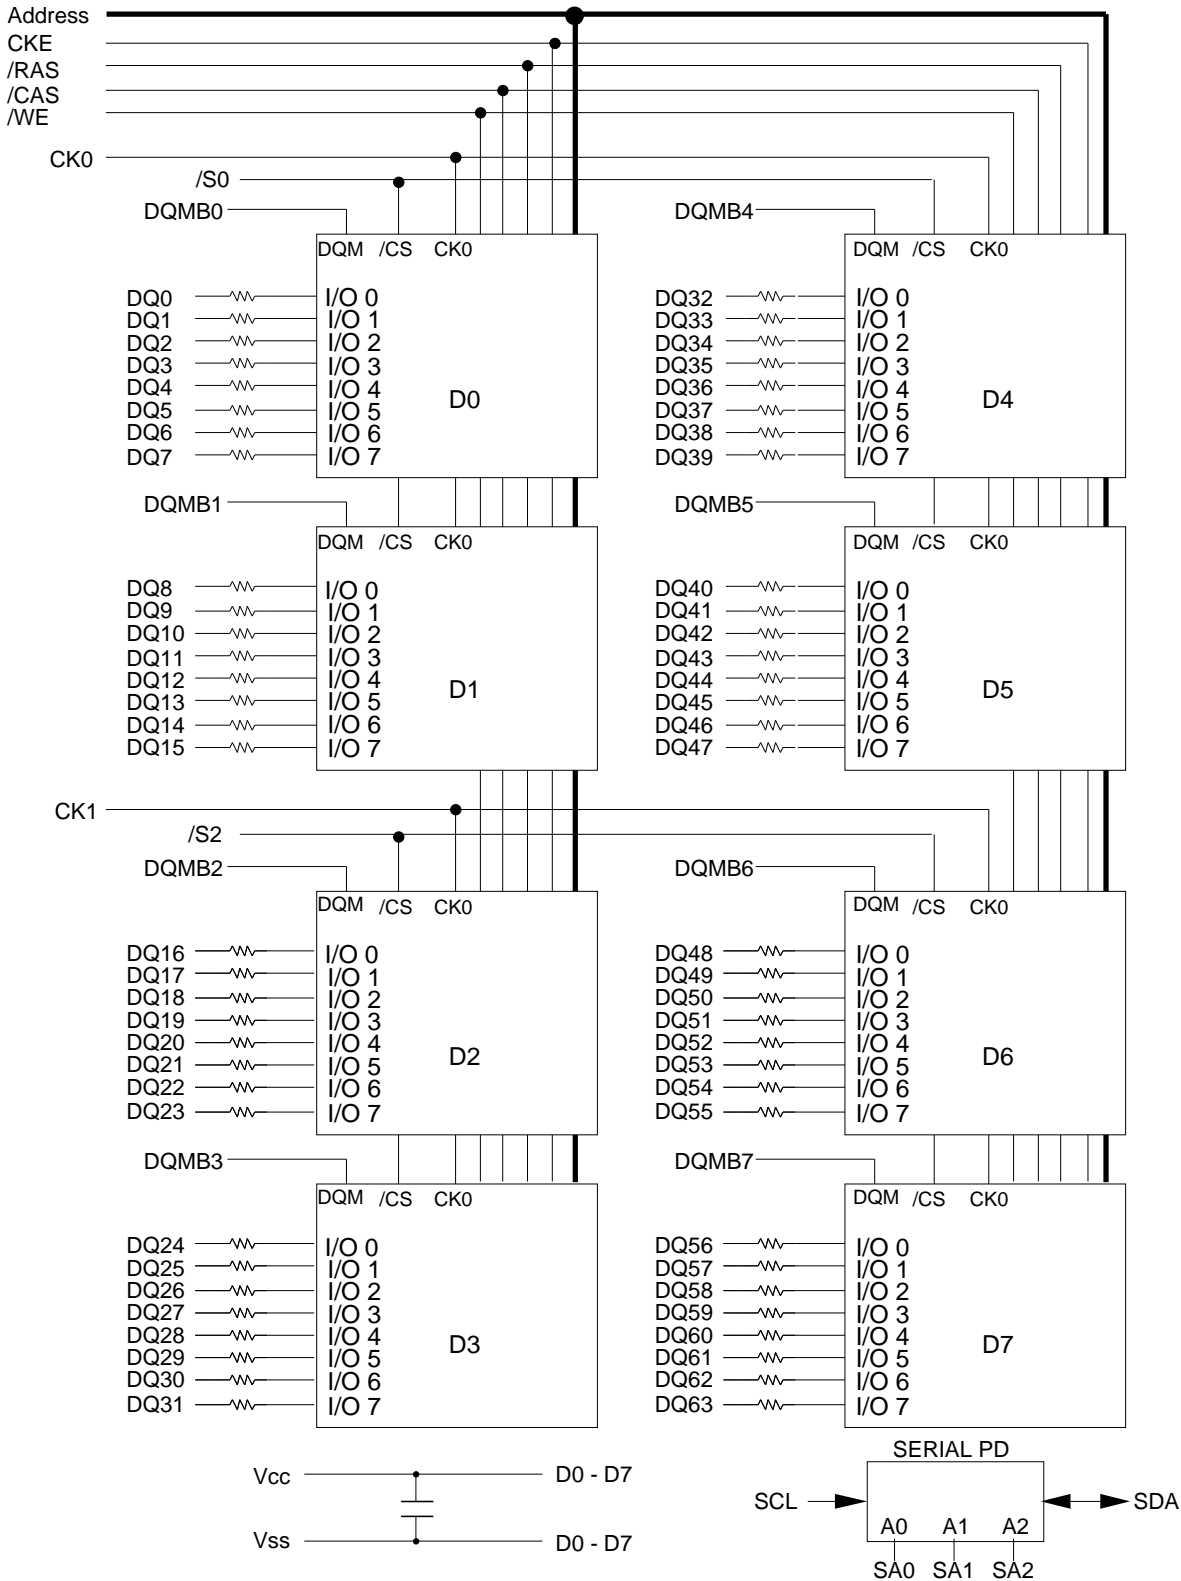 Address
CKE
/RAS
/CAS
/WE
CK0
/S0
DQMB0
DQM /CS CK0
DQ0 I/O 0
DQ1 I/O 1
DQ2 I/O 2
DQ3 I/O 3
DQ4 I/O 4
DQ5 I/O 5
DQ6 I/O 6
DQ7 I/O 7
D0
DQMB4
DQM /CS CK0
DQ32 I/O 0
DQ33 I/O 1
DQ34 I/O 2
DQ35 I/O 3
DQ36 I/O 4
DQ37 I/O 5
DQ38 I/O 6
DQ39 I/O 7
D4
DQMB1
DQM /CS CK0
DQ8 I/O 0
DQ9 I/O 1
DQ10 I/O 2
DQ11 I/O 3
DQ12 I/O 4
DQ13 I/O 5
DQ14 I/O 6
DQ15 I/O 7
D1
DQMB5
DQM /CS CK0
DQ40 I/O 0
DQ41 I/O 1
DQ42 I/O 2
DQ43 I/O 3
DQ44 I/O 4
DQ45 I/O 5
DQ46 I/O 6
DQ47 I/O 7
D5
CK1
/S2
DQMB2
DQM /CS CK0
DQ16 I/O 0
DQ17 I/O 1
DQ18 I/O 2
DQ19 I/O 3
DQ20 I/O 4
DQ21 I/O 5
DQ22 I/O 6
DQ23 I/O 7
D2
DQMB6
DQM /CS CK0
DQ48 I/O 0
DQ49 I/O 1
DQ50 I/O 2
DQ51 I/O 3
DQ52 I/O 4
DQ53 I/O 5
DQ54 I/O 6
DQ55 I/O 7
D6
DQMB3
DQM /CS CK0
DQ24 I/O 0
DQ25 I/O 1
DQ26 I/O 2
DQ27 I/O 3
DQ28 I/O 4
DQ29 I/O 5
DQ30 I/O 6
DQ31 I/O 7
D3
DQMB7
DQM /CS CK0
DQ56 I/O 0
DQ57 I/O 1
DQ58 I/O 2
DQ59 I/O 3
DQ60 I/O 4
DQ61 I/O 5
DQ62 I/O 6
DQ63 I/O 7
D7
Vcc D0 - D7
Vss D0 - D7
SERIAL PD
SCL SDA
A0 A1 A2
SA0 SA1 SA2